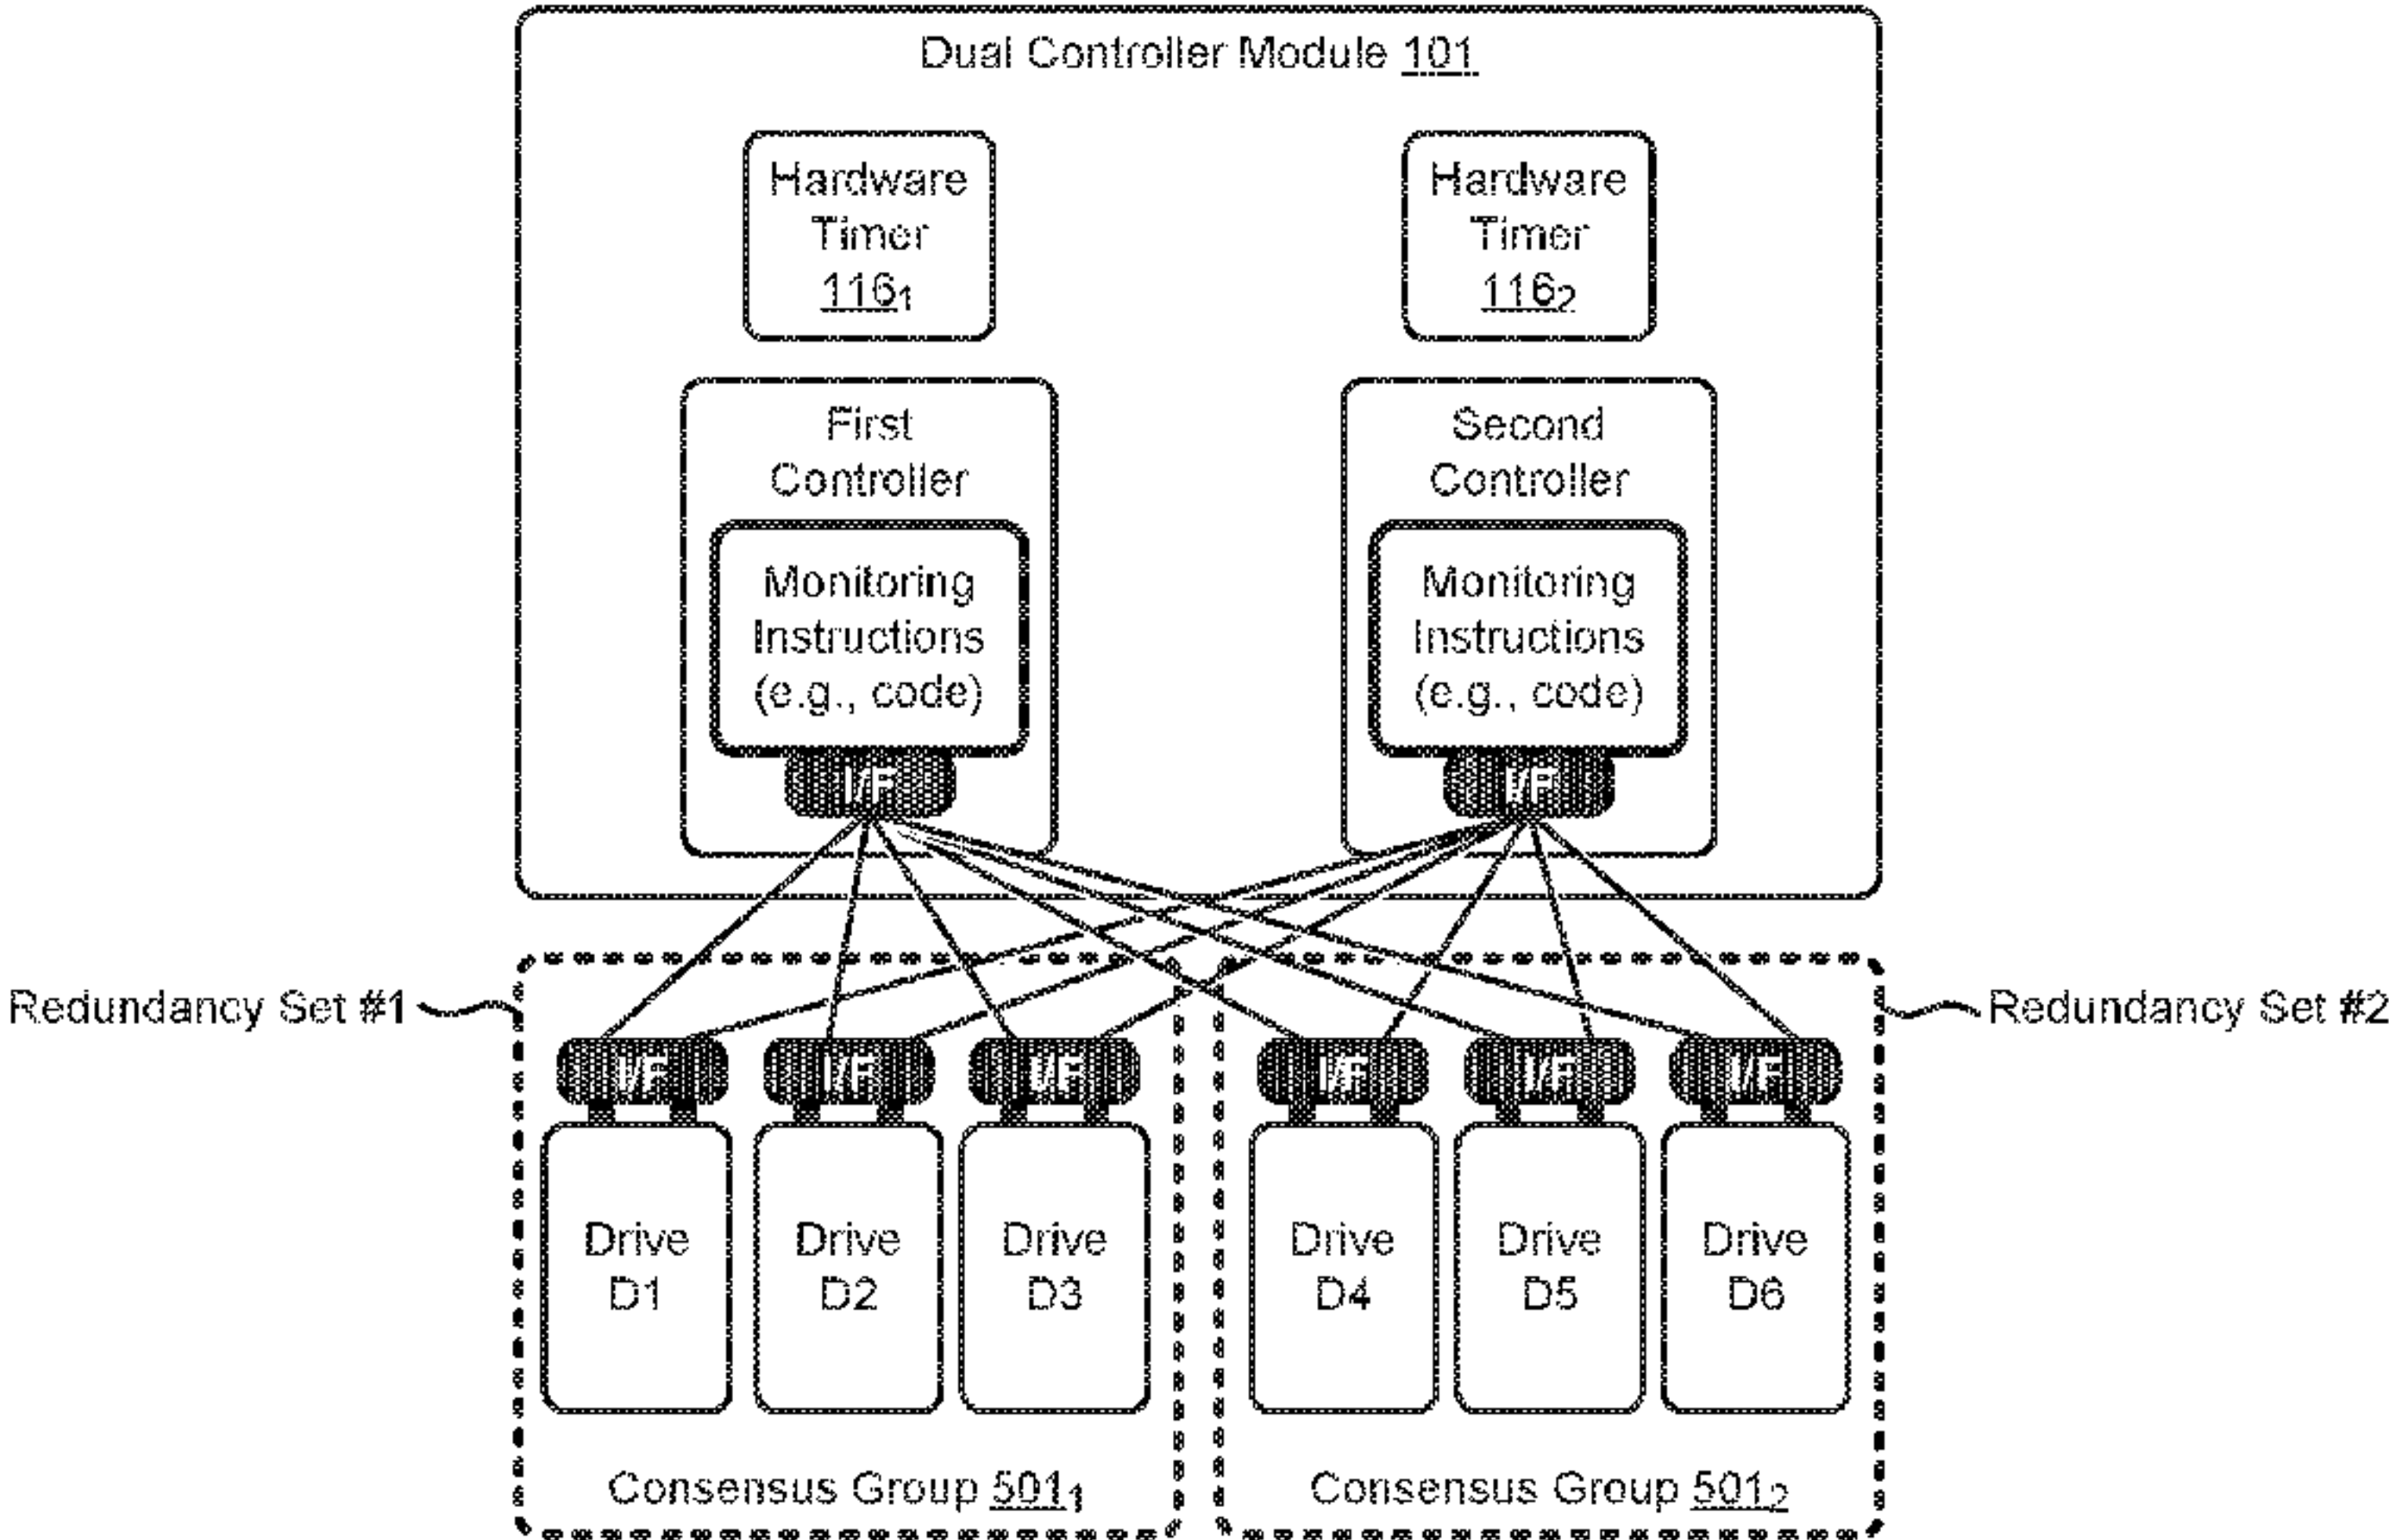 Dual Controller Module 101
Hardware
Timer
116₁
Hardware
Timer
116₂
First
Controller
Monitoring
Instructions
(e.g., code)
I/F
Second
Controller
Monitoring
Instructions
(e.g., code)
I/F
Redundancy Set #1
Redundancy Set #2
I/F
I/F
I/F
I/F
I/F
I/F
Drive
D1
Drive
D2
Drive
D3
Drive
D4
Drive
D5
Drive
D6
Consensus Group 501₁
Consensus Group 501₂